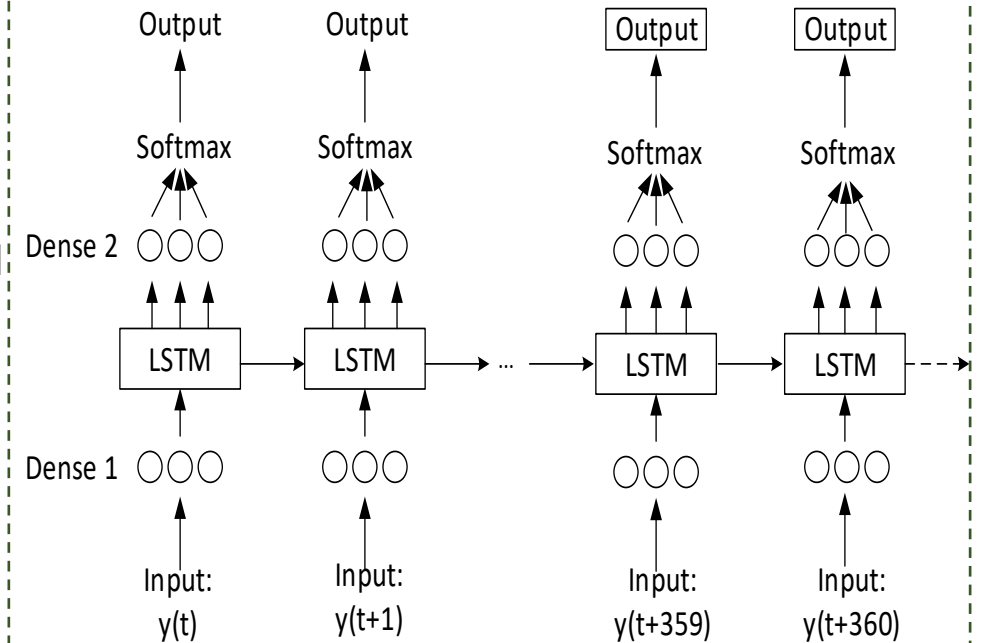 Output Output Output Output
Softmax Softmax Softmax Softmax
Dense 2
LSTM LSTM ... LSTM LSTM
Dense 1
Input: Input: Input: Input:
y(t) y(t+1) y(t+359) y(t+360)